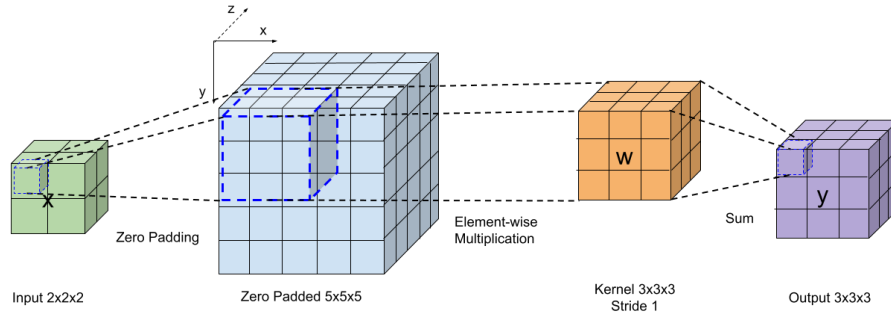 z
x
y
x
w
y
Zero Padding
Element-wise
Multiplication
Sum
Input 2x2x2
Zero Padded 5x5x5
Kernel 3x3x3
Stride 1
Output 3x3x3